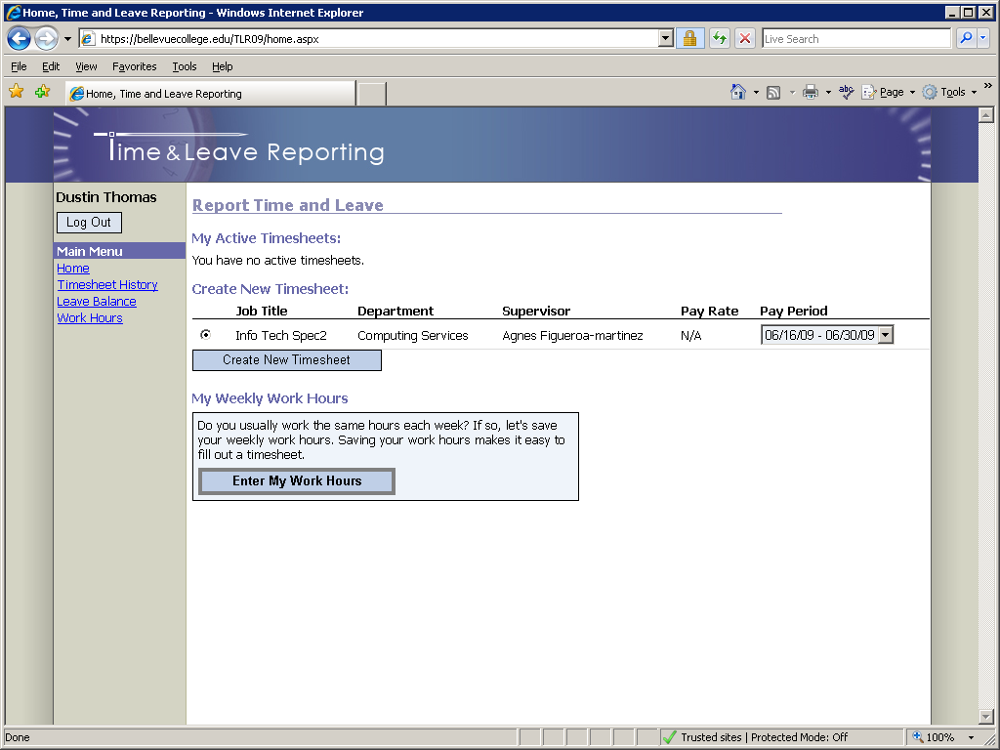 Home, Time and Leave Reporting - Windows Internet Explorer
https://bellevuecollege.edu/TLR09/home.aspx
Live Search
File Edit View Favorites Tools Help
Home, Time and Leave Reporting
abc Page Tools »
Time & Leave Reporting
Dustin Thomas
Log Out
Main Menu
Home
Timesheet History
Leave Balance
Work Hours
Report Time and Leave
My Active Timesheets:
You have no active timesheets.
Create New Timesheet:
Job Title Department Supervisor Pay Rate Pay Period
Info Tech Spec2 Computing Services Agnes Figueroa-martinez N/A 06/16/09 - 06/30/09
Create New Timesheet
My Weekly Work Hours
Do you usually work the same hours each week? If so, let's save
your weekly work hours. Saving your work hours makes it easy to
fill out a timesheet.
Enter My Work Hours
Done
Trusted sites | Protected Mode: Off
100%